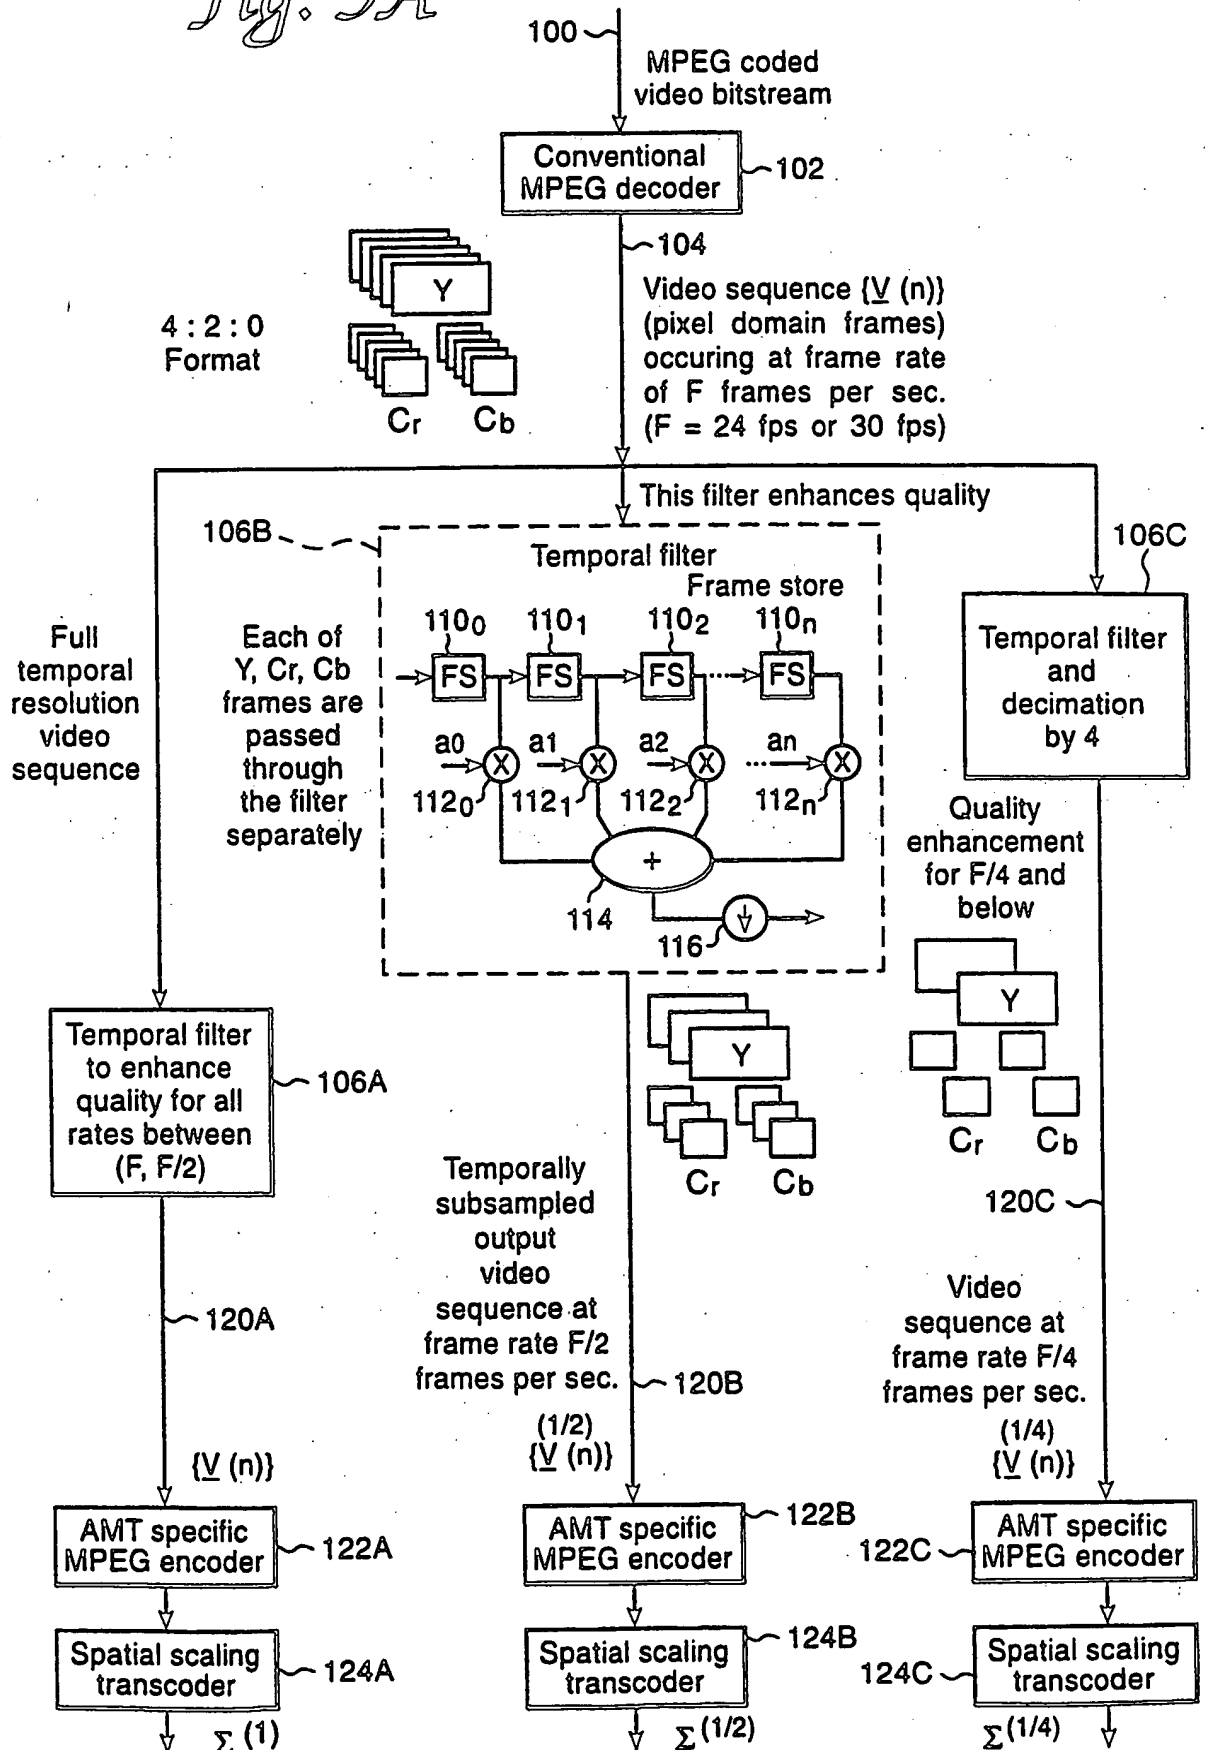 Fig. 3A
100
MPEG coded
video bitstream
Conventional
MPEG decoder
102
104
Y
4 : 2 : 0
Format
Cr
Cb
Video sequence {V (n)}
(pixel domain frames)
occuring at frame rate
of F frames per sec.
(F = 24 fps or 30 fps)
This filter enhances quality
106B
106C
Temporal filter
Frame store
110₀
110₁
110₂
110ₙ
FS
FS
FS
FS
Full
temporal
resolution
video
sequence
Each of
Y, Cr, Cb
frames are
passed
through
the filter
separately
a0
a1
a2
an
X
X
X
X
112₀
112₁
112₂
112ₙ
+
114
116
Temporal filter
and
decimation
by 4
Quality
enhancement
for F/4 and
below
Y
Cr
Cb
120C
Temporal filter
to enhance
quality for all
rates between
(F, F/2)
106A
Y
Cr
Cb
Temporally
subsampled
output
video
sequence at
frame rate F/2
frames per sec.
120A
120B
Video
sequence at
frame rate F/4
frames per sec.
{V (n)}
(1/2)
{V (n)}
(1/4)
{V (n)}
AMT specific
MPEG encoder
122A
AMT specific
MPEG encoder
122B
AMT specific
MPEG encoder
122C
Spatial scaling
transcoder
124A
Spatial scaling
transcoder
124B
Spatial scaling
transcoder
124C
Σ (1)
Σ (1/2)
Σ (1/4)